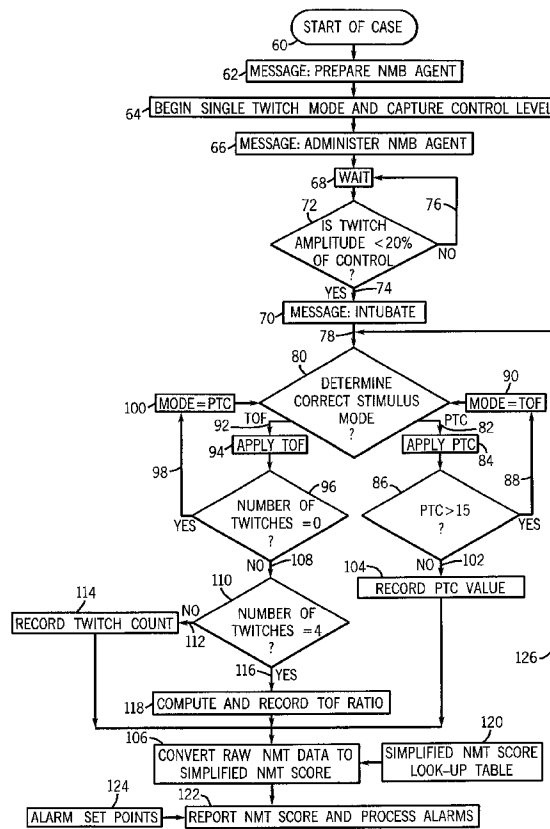 START OF CASE
60
62
MESSAGE: PREPARE NMB AGENT
64
BEGIN SINGLE TWITCH MODE AND CAPTURE CONTROL LEVEL
66
MESSAGE: ADMINISTER NMB AGENT
68
WAIT
72
76
IS TWITCH
AMPLITUDE <20%
OF CONTROL
?
NO
YES
74
70
MESSAGE: INTUBATE
78
80
DETERMINE
CORRECT STIMULUS
MODE
?
90
100
MODE=PTC
MODE=TOF
TOF
92
PTC
82
94
APPLY TOF
APPLY PTC
84
98
96
86
88
NUMBER OF
TWITCHES =0
?
YES
PTC>15
?
YES
NO
108
NO
102
104
RECORD PTC VALUE
110
114
NUMBER OF
TWITCHES =4
?
NO
112
RECORD TWITCH COUNT
116
YES
126
118
COMPUTE AND RECORD TOF RATIO
106
CONVERT RAW NMT DATA TO
SIMPLIFIED NMT SCORE
120
SIMPLIFIED NMT SCORE
LOOK-UP TABLE
124
ALARM SET POINTS
122
REPORT NMT SCORE AND PROCESS ALARMS